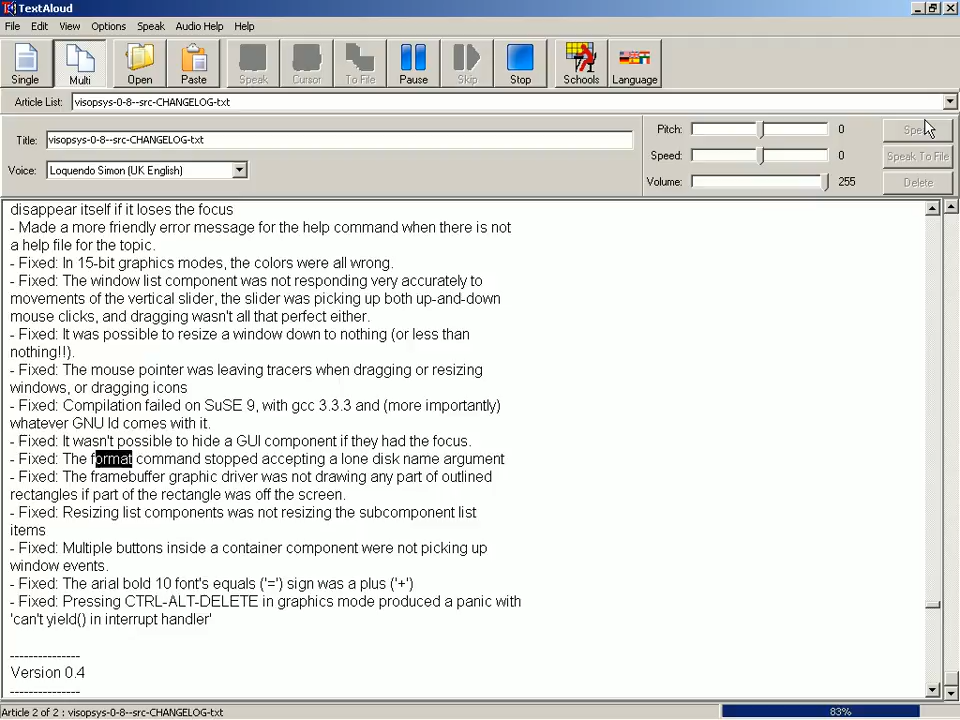 TextAloud
File Edit View Options Speak Audio Help Help
Single Multi Open Paste Speak Cursor To File Pause Skip Stop Schools Language
Article List: visopsys-0-8--src-CHANGELOG-txt
Title: visopsys-0-8--src-CHANGELOG-txt
Voice: Loquendo Simon (UK English)
Pitch: 0
Speed: 0
Volume: 255
Speak
Speak To File
Delete
disappear itself if it loses the focus
- Made a more friendly error message for the help command when there is not
a help file for the topic.
- Fixed: In 15-bit graphics modes, the colors were all wrong.
- Fixed: The window list component was not responding very accurately to
movements of the vertical slider, the slider was picking up both up-and-down
mouse clicks, and dragging wasn't all that perfect either.
- Fixed: It was possible to resize a window down to nothing (or less than
nothing!!).
- Fixed: The mouse pointer was leaving tracers when dragging or resizing
windows, or dragging icons
- Fixed: Compilation failed on SuSE 9, with gcc 3.3.3 and (more importantly)
whatever GNU ld comes with it.
- Fixed: It wasn't possible to hide a GUI component if they had the focus.
- Fixed: The format command stopped accepting a lone disk name argument
- Fixed: The framebuffer graphic driver was not drawing any part of outlined
rectangles if part of the rectangle was off the screen.
- Fixed: Resizing list components was not resizing the subcomponent list
items
- Fixed: Multiple buttons inside a container component were not picking up
window events.
- Fixed: The arial bold 10 font's equals ('=') sign was a plus ('+')
- Fixed: Pressing CTRL-ALT-DELETE in graphics mode produced a panic with
'can't yield() in interrupt handler'
---------------
Version 0.4
---------------
Article 2 of 2 : visopsys-0-8--src-CHANGELOG-txt
83%